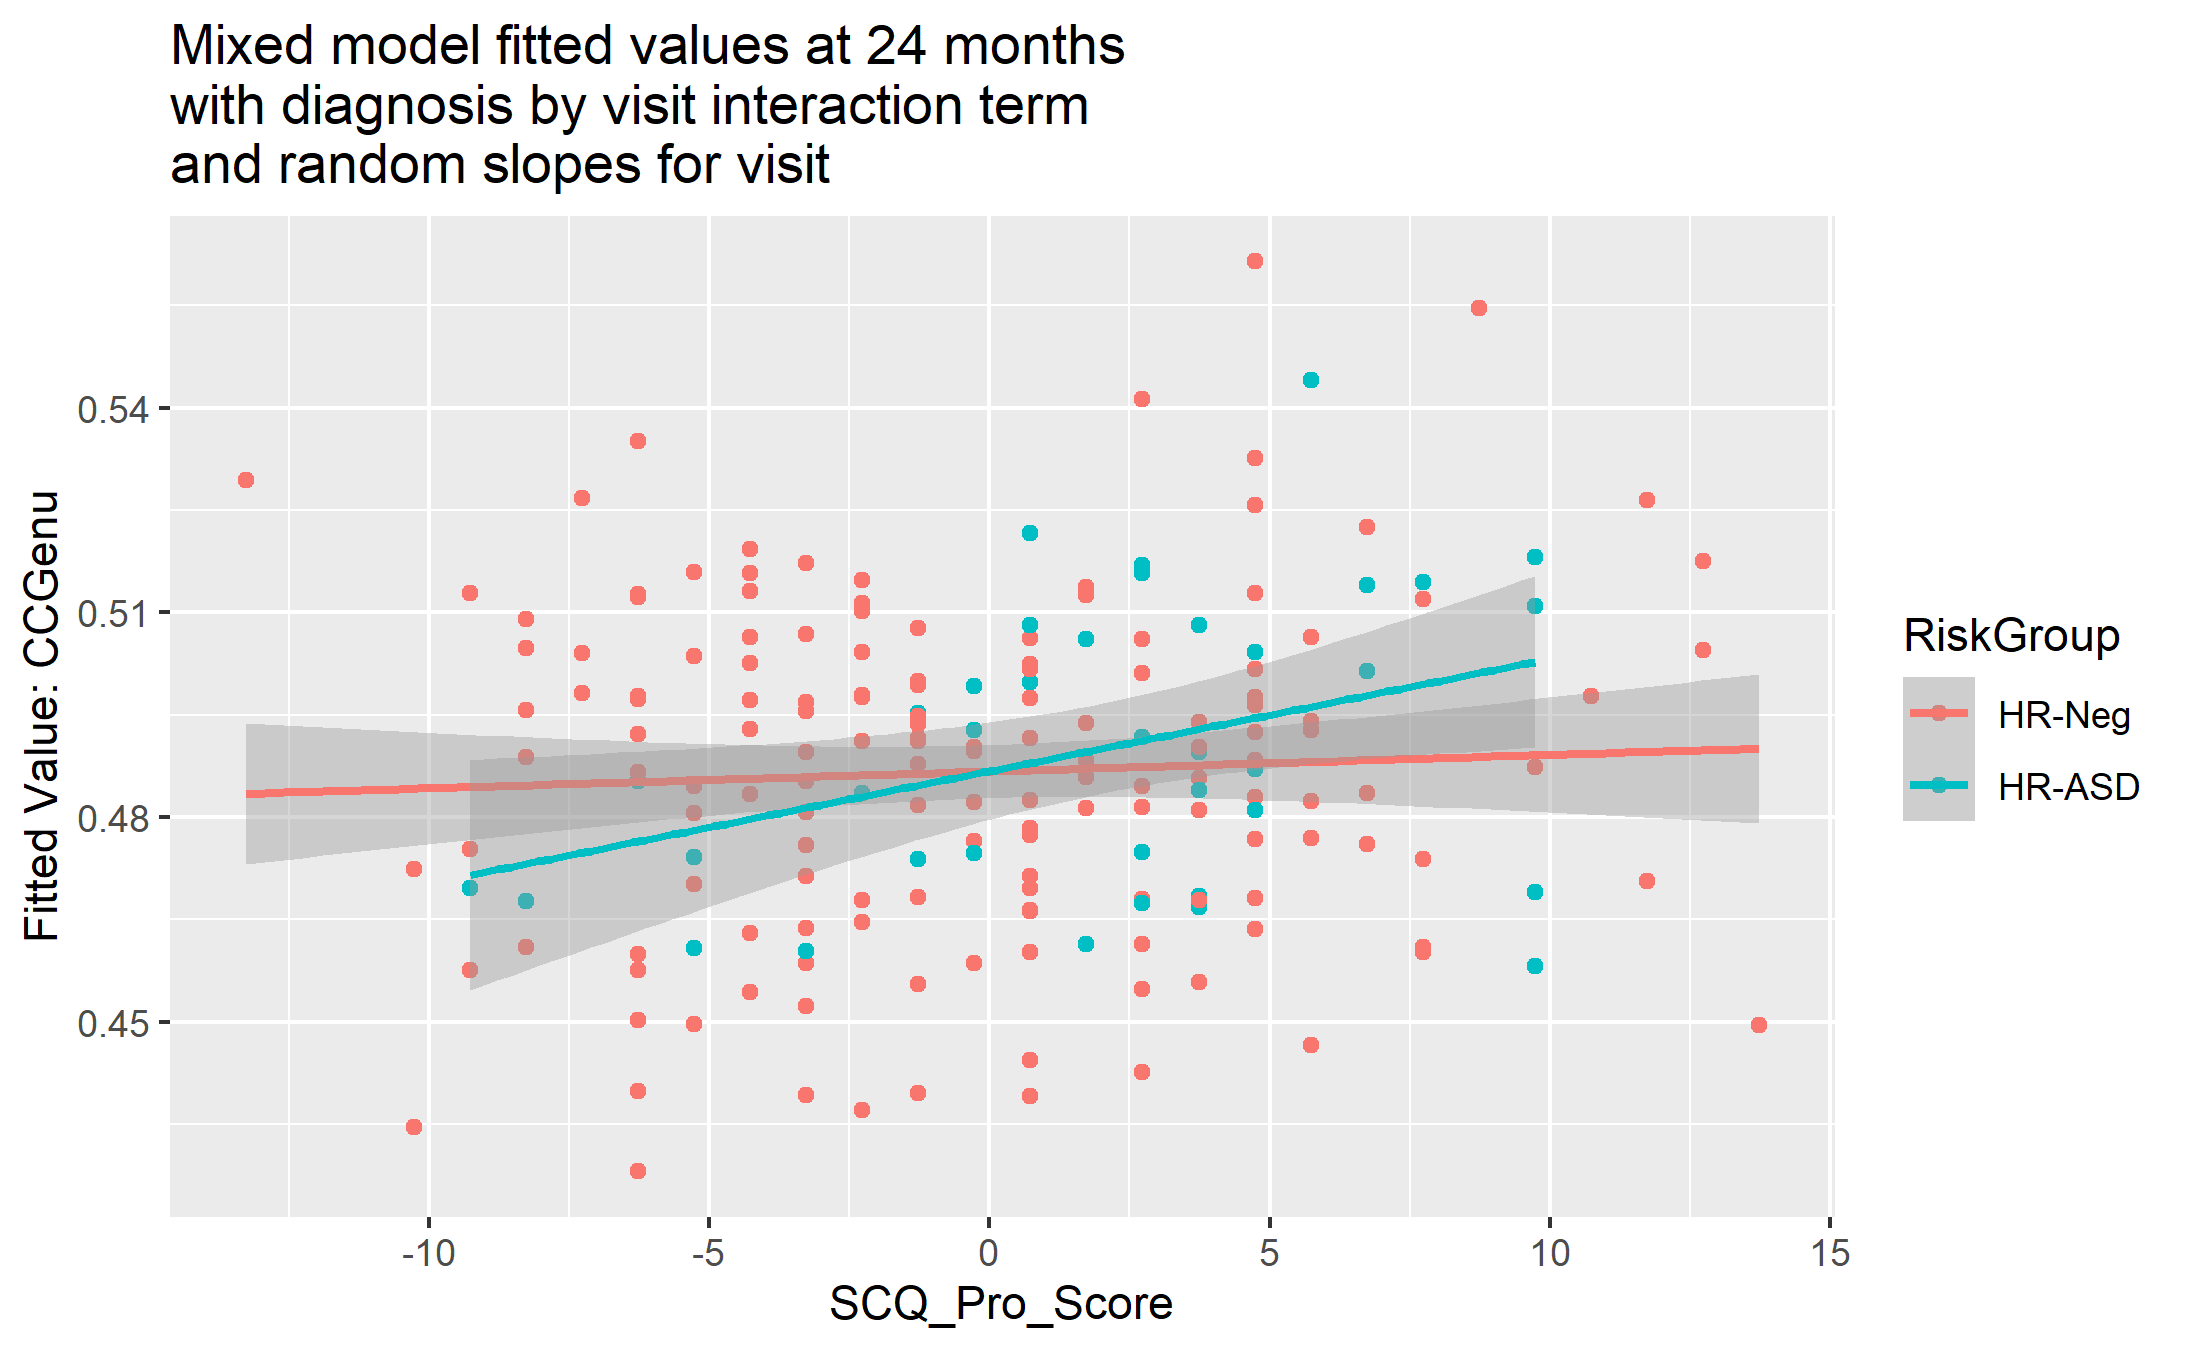 Mixed model fitted values at 24 months
with diagnosis by visit interaction term
and random slopes for visit
Fitted Value: CCGenu
0.54
0.51
0.48
0.45
-10
-5
0
5
10
15
SCQ_Pro_Score
RiskGroup
HR-Neg
HR-ASD